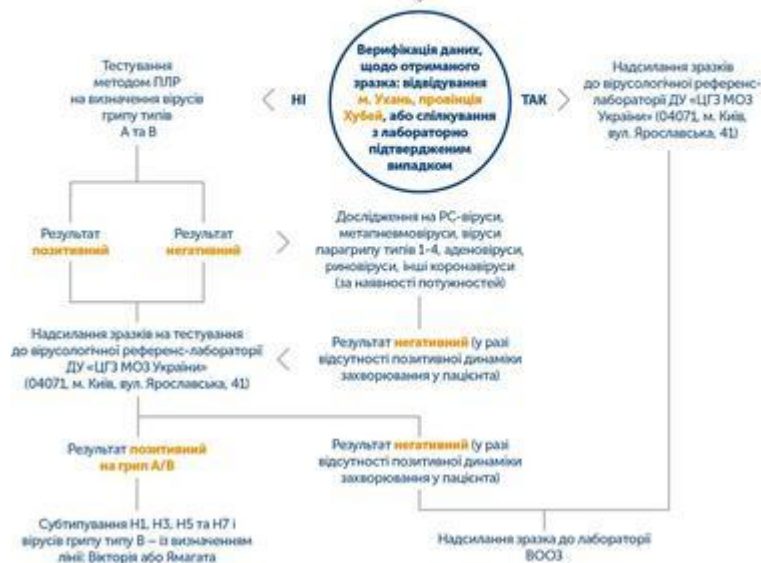 Верифікація даних,
щодо отриманого
зразка: відвідування
м. Ухань, провінція
Хубей, або спілкування
з лабораторно
підтвердженим
випадком
НІ
ТАК
Тестування
методом ПЛР
на визначення вірусів
грипу типів
А та В
Надсилання зразків
до вірусологічної референс-
лабораторії ДУ «ЦГЗ МОЗ
України» (04071, м. Київ,
вул. Ярославська, 41)
Результат
позитивний
Результат
негативний
Дослідження на РС-віруси,
метапневмовіруси, віруси
парагрипу типів 1-4, аденовіруси,
риновіруси, інші коронавіруси
(за наявності потужностей)
Надсилання зразків на тестування
до вірусологічної референс-лабораторії
ДУ «ЦГЗ МОЗ України»
(04071, м. Київ, вул. Ярославська, 41)
Результат негативний (у разі
відсутності позитивної динаміки
захворювання у пацієнта)
Результат позитивний
на грип А/В
Результат негативний (у разі
відсутності позитивної динаміки
захворювання у пацієнта)
Субтипування Н1, Н3, Н5 та Н7 і
вірусів грипу типу В – із визначенням
лінії: Вікторія або Ямагата
Надсилання зразка до лабораторії
ВООЗ